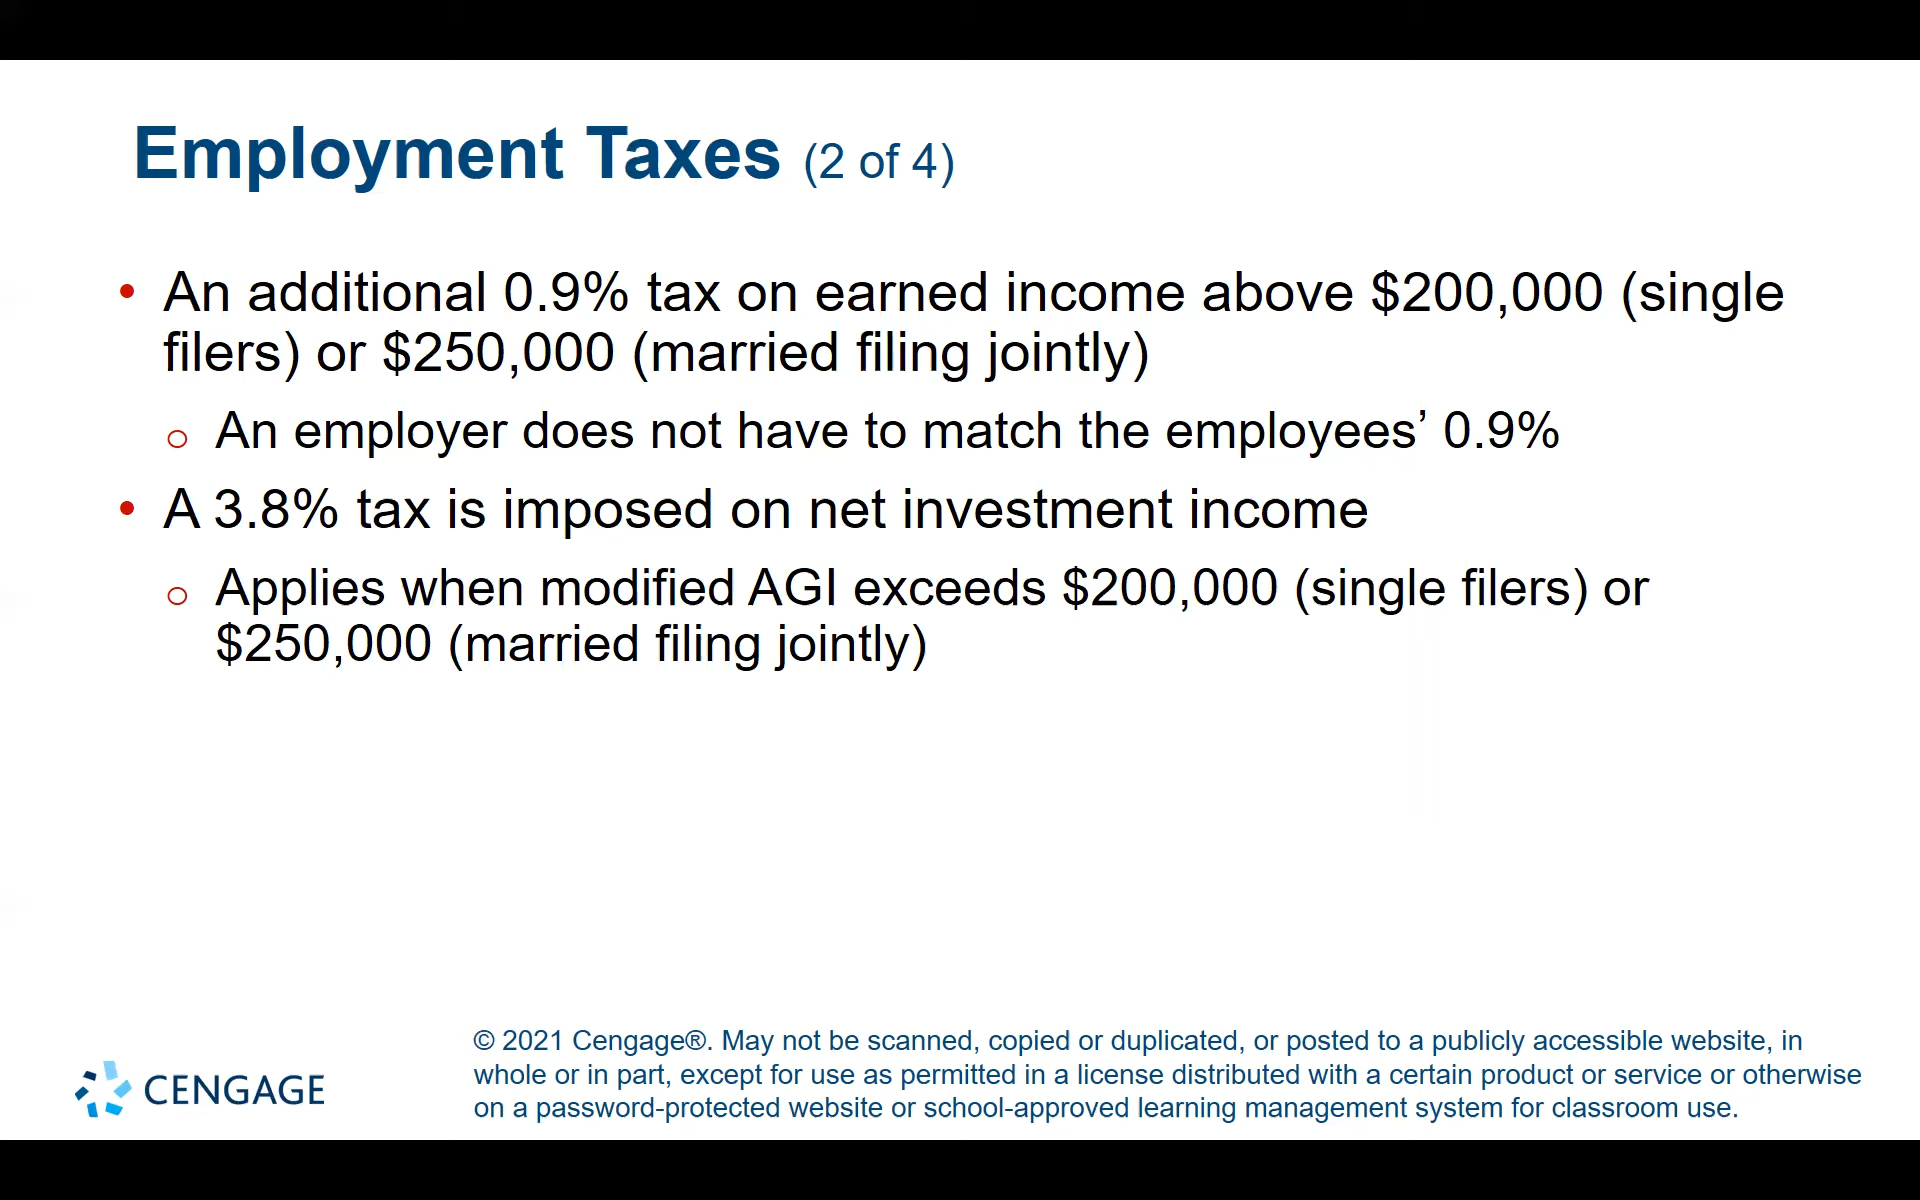 Employment Taxes (2 of 4)
• An additional 0.9% tax on earned income above $200,000 (single
filers) or $250,000 (married filing jointly)
o An employer does not have to match the employees’ 0.9%
• A 3.8% tax is imposed on net investment income
o Applies when modified AGI exceeds $200,000 (single filers) or
$250,000 (married filing jointly)
CENGAGE
© 2021 Cengage®. May not be scanned, copied or duplicated, or posted to a publicly accessible website, in
whole or in part, except for use as permitted in a license distributed with a certain product or service or otherwise
on a password-protected website or school-approved learning management system for classroom use.